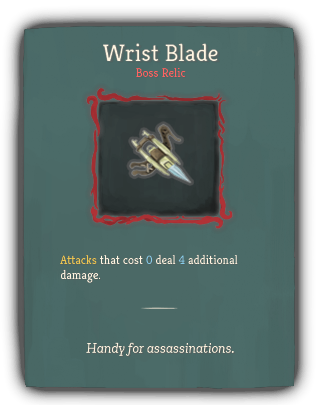 Wrist Blade
Boss Relic
Attacks that cost 0 deal 4 additional
damage.
Handy for assassinations.